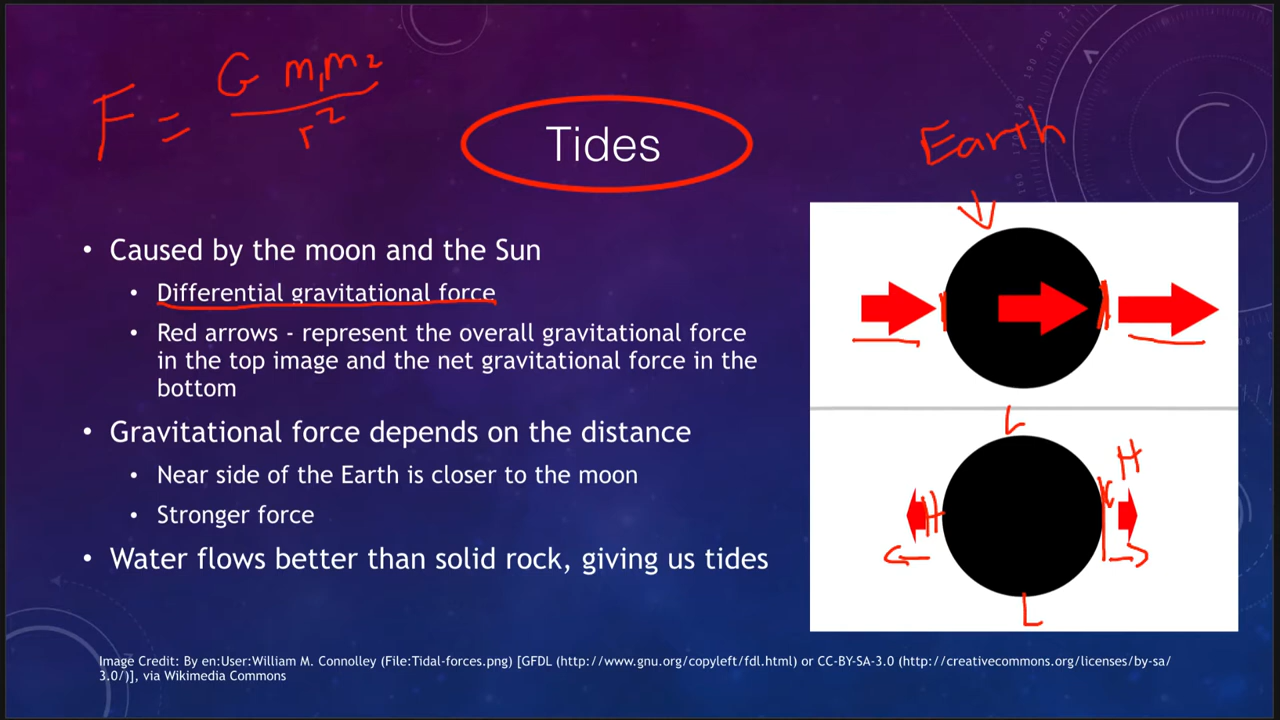 F = G m₁m₂ / r²
Tides
Earth
• Caused by the moon and the Sun
• Differential gravitational force
• Red arrows - represent the overall gravitational force
in the top image and the net gravitational force in the
bottom
• Gravitational force depends on the distance
• Near side of the Earth is closer to the moon
• Stronger force
• Water flows better than solid rock, giving us tides
L
H
H
L
Image Credit: By en:User:William M. Connolley (File:Tidal-forces.png) [GFDL (http://www.gnu.org/copyleft/fdl.html) or CC-BY-SA-3.0 (http://creativecommons.org/licenses/by-sa/
3.0/)], via Wikimedia Commons